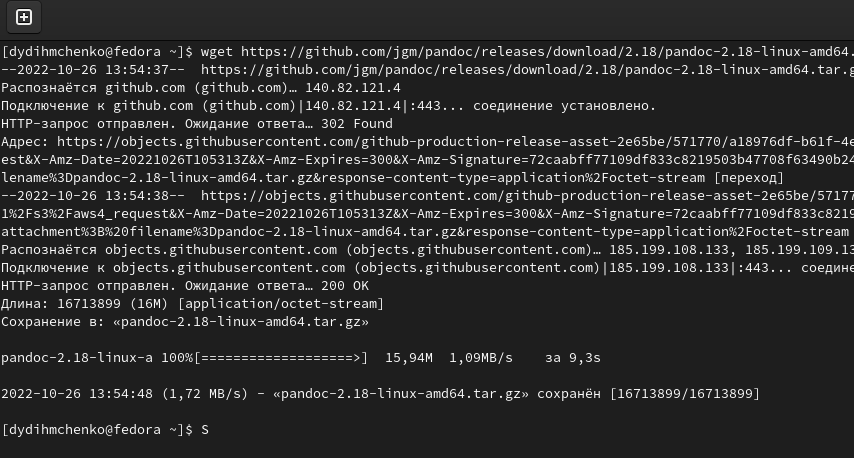 [dydihmchenko@fedora ~]$ wget https://github.com/jgm/pandoc/releases/download/2.18/pandoc-2.18-linux-amd64.
--2022-10-26 13:54:37--  https://github.com/jgm/pandoc/releases/download/2.18/pandoc-2.18-linux-amd64.tar.g
Распознаётся github.com (github.com)… 140.82.121.4
Подключение к github.com (github.com)|140.82.121.4|:443... соединение установлено.
HTTP-запрос отправлен. Ожидание ответа… 302 Found
Адрес: https://objects.githubusercontent.com/github-production-release-asset-2e65be/571770/a18976df-b61f-4e
est&X-Amz-Date=20221026T105313Z&X-Amz-Expires=300&X-Amz-Signature=72caabff77109df833c8219503b47708f63490b24
lename%3Dpandoc-2.18-linux-amd64.tar.gz&response-content-type=application%2Foctet-stream [переход]
--2022-10-26 13:54:38--  https://objects.githubusercontent.com/github-production-release-asset-2e65be/57177
1%2Fs3%2Faws4_request&X-Amz-Date=20221026T105313Z&X-Amz-Expires=300&X-Amz-Signature=72caabff77109df833c8219
attachment%3B%20filename%3Dpandoc-2.18-linux-amd64.tar.gz&response-content-type=application%2Foctet-stream
Распознаётся objects.githubusercontent.com (objects.githubusercontent.com)… 185.199.108.133, 185.199.109.13
Подключение к objects.githubusercontent.com (objects.githubusercontent.com)|185.199.108.133|:443... соедине
HTTP-запрос отправлен. Ожидание ответа… 200 OK
Длина: 16713899 (16M) [application/octet-stream]
Сохранение в: «pandoc-2.18-linux-amd64.tar.gz»
pandoc-2.18-linux-a 100%[===================>]  15,94M  1,09MB/s    за 9,3s
2022-10-26 13:54:48 (1,72 MB/s) - «pandoc-2.18-linux-amd64.tar.gz» сохранён [16713899/16713899]
[dydihmchenko@fedora ~]$ S